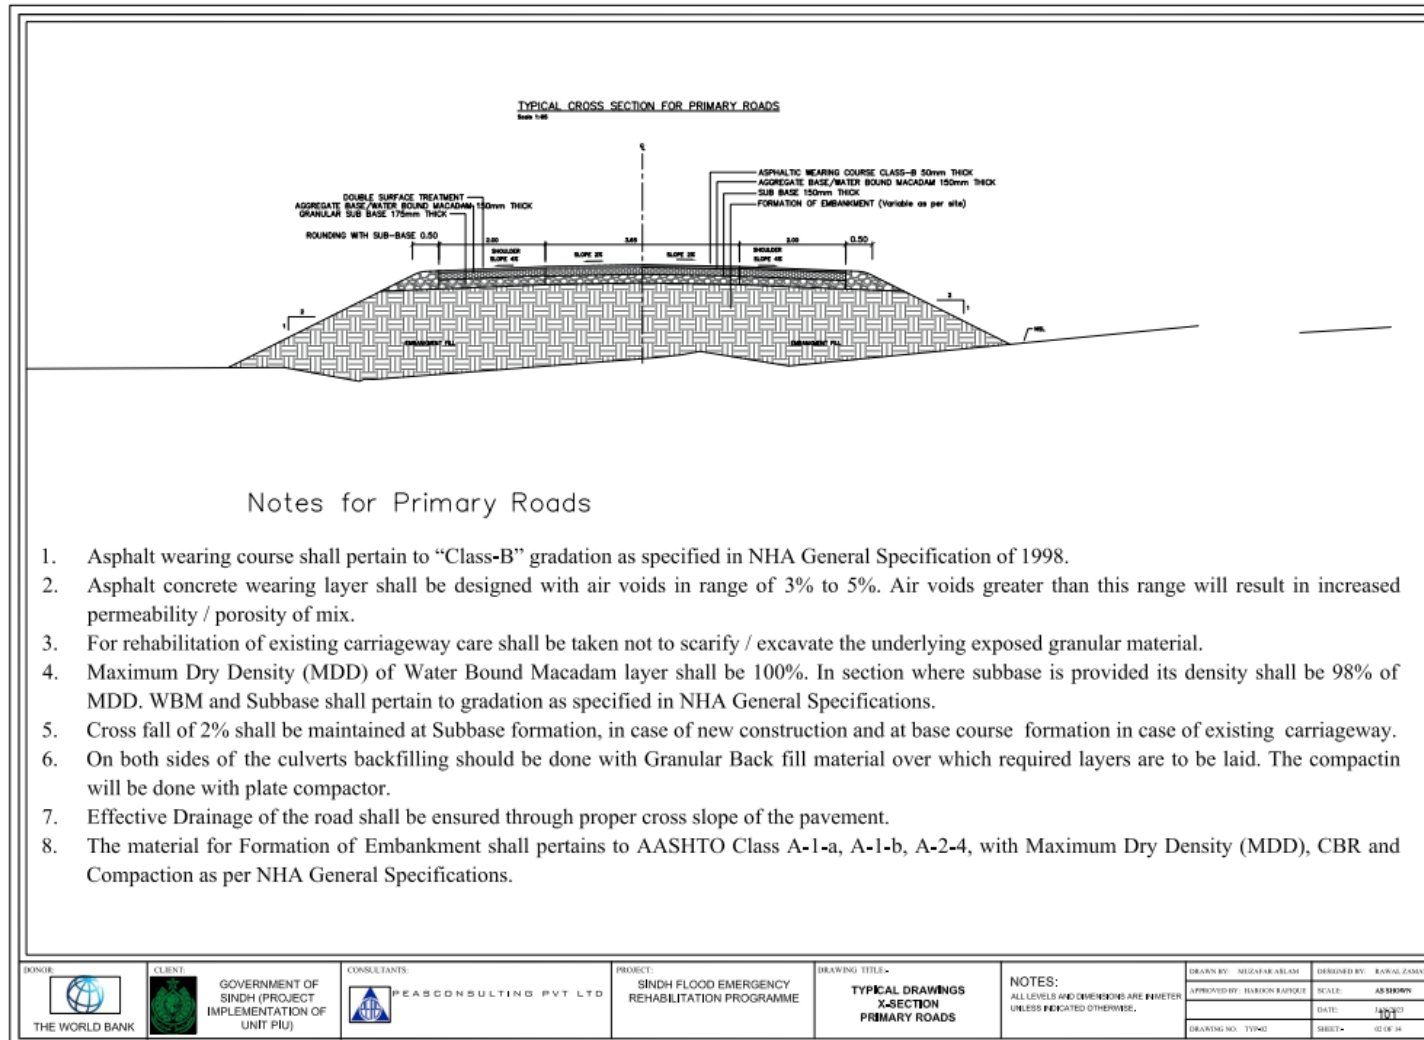 TYPICAL CROSS SECTION FOR PRIMARY ROADS
Scale 1:65
ASPHALTIC WEARING COURSE CLASS-B 50mm THICK
AGGREGATE BASE/WATER BOUND MACADAM 150mm THICK
SUB BASE 150mm THICK
FORMATION OF EMBANKMENT (Variable as per site)
DOUBLE SURFACE TREATMENT
AGGREGATE BASE/WATER BOUND MACADAM 150mm THICK
GRANULAR SUB BASE 175mm THICK
ROUNDING WITH SUB-BASE 0.50
2.00
3.65
2.00
0.50
SHOULDER
SLOPE 4%
SLOPE 2%
SLOPE 2%
SHOULDER
SLOPE 4%
2
1
2
1
NSL
EMBANKMENT FILL
EMBANKMENT FILL
Notes for Primary Roads
1. Asphalt wearing course shall pertain to “Class-B” gradation as specified in NHA General Specification of 1998.
2. Asphalt concrete wearing layer shall be designed with air voids in range of 3% to 5%. Air voids greater than this range will result in increased
permeability / porosity of mix.
3. For rehabilitation of existing carriageway care shall be taken not to scarify / excavate the underlying exposed granular material.
4. Maximum Dry Density (MDD) of Water Bound Macadam layer shall be 100%. In section where subbase is provided its density shall be 98% of
MDD. WBM and Subbase shall pertain to gradation as specified in NHA General Specifications.
5. Cross fall of 2% shall be maintained at Subbase formation, in case of new construction and at base course formation in case of existing carriageway.
6. On both sides of the culverts backfilling should be done with Granular Back fill material over which required layers are to be laid. The compactin
will be done with plate compactor.
7. Effective Drainage of the road shall be ensured through proper cross slope of the pavement.
8. The material for Formation of Embankment shall pertains to AASHTO Class A-1-a, A-1-b, A-2-4, with Maximum Dry Density (MDD), CBR and
Compaction as per NHA General Specifications.
DONOR:
THE WORLD BANK
CLIENT:
GOVERNMENT OF
SINDH (PROJECT
IMPLEMENTATION OF
UNIT PIU)
CONSULTANTS:
PEASCONSULTING PVT LTD
PROJECT:
SINDH FLOOD EMERGENCY
REHABILITATION PROGRAMME
DRAWING TITLE:-
TYPICAL DRAWINGS
X-SECTION
PRIMARY ROADS
NOTES:
ALL LEVELS AND DIMENSIONS ARE IN METER
UNLESS INDICATED OTHERWISE.
DRAWN BY: MUZAFAR ASLAM
DESIGNED BY: RAWAL ZAMAN
APPROVED BY: HAROON RAFIQUE
SCALE: AS SHOWN
DATE:
101
DRAWING NO. TYP-02
SHEET:- 02 OF 14